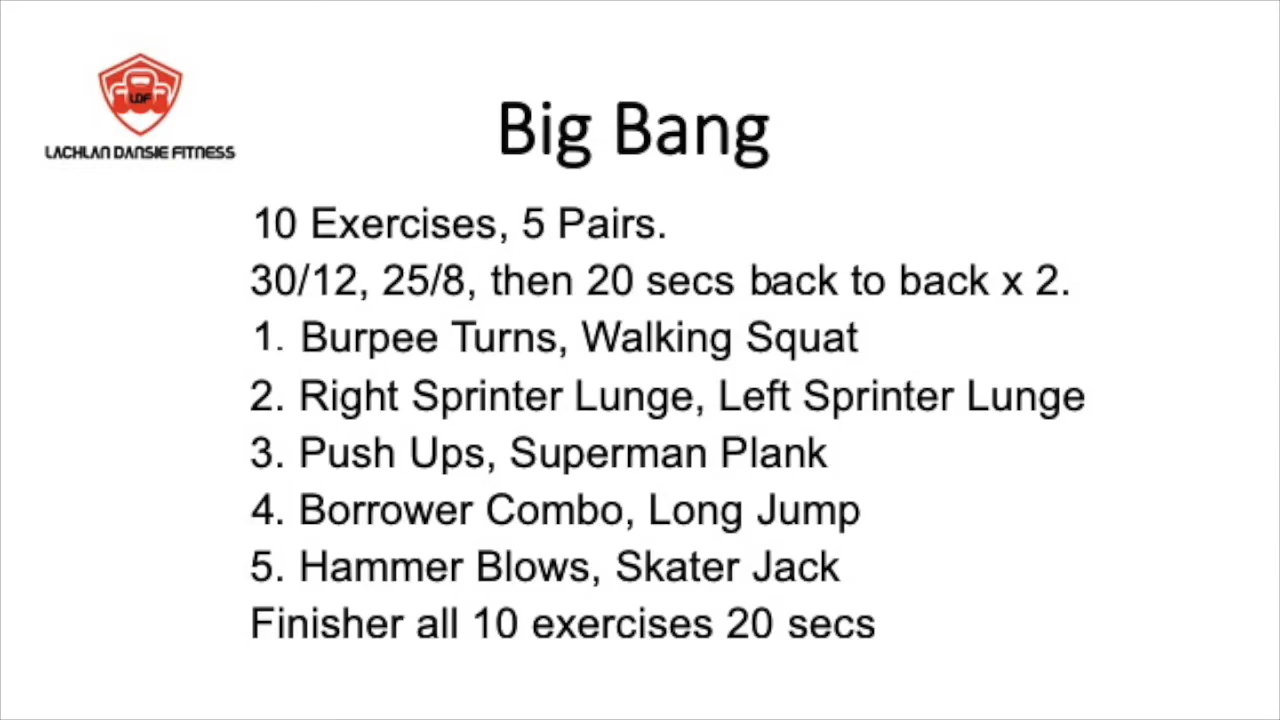 LDF
LACHLAN DANSIE FITNESS
Big Bang
10 Exercises, 5 Pairs.
30/12, 25/8, then 20 secs back to back x 2.
1. Burpee Turns, Walking Squat
2. Right Sprinter Lunge, Left Sprinter Lunge
3. Push Ups, Superman Plank
4. Borrower Combo, Long Jump
5. Hammer Blows, Skater Jack
Finisher all 10 exercises 20 secs